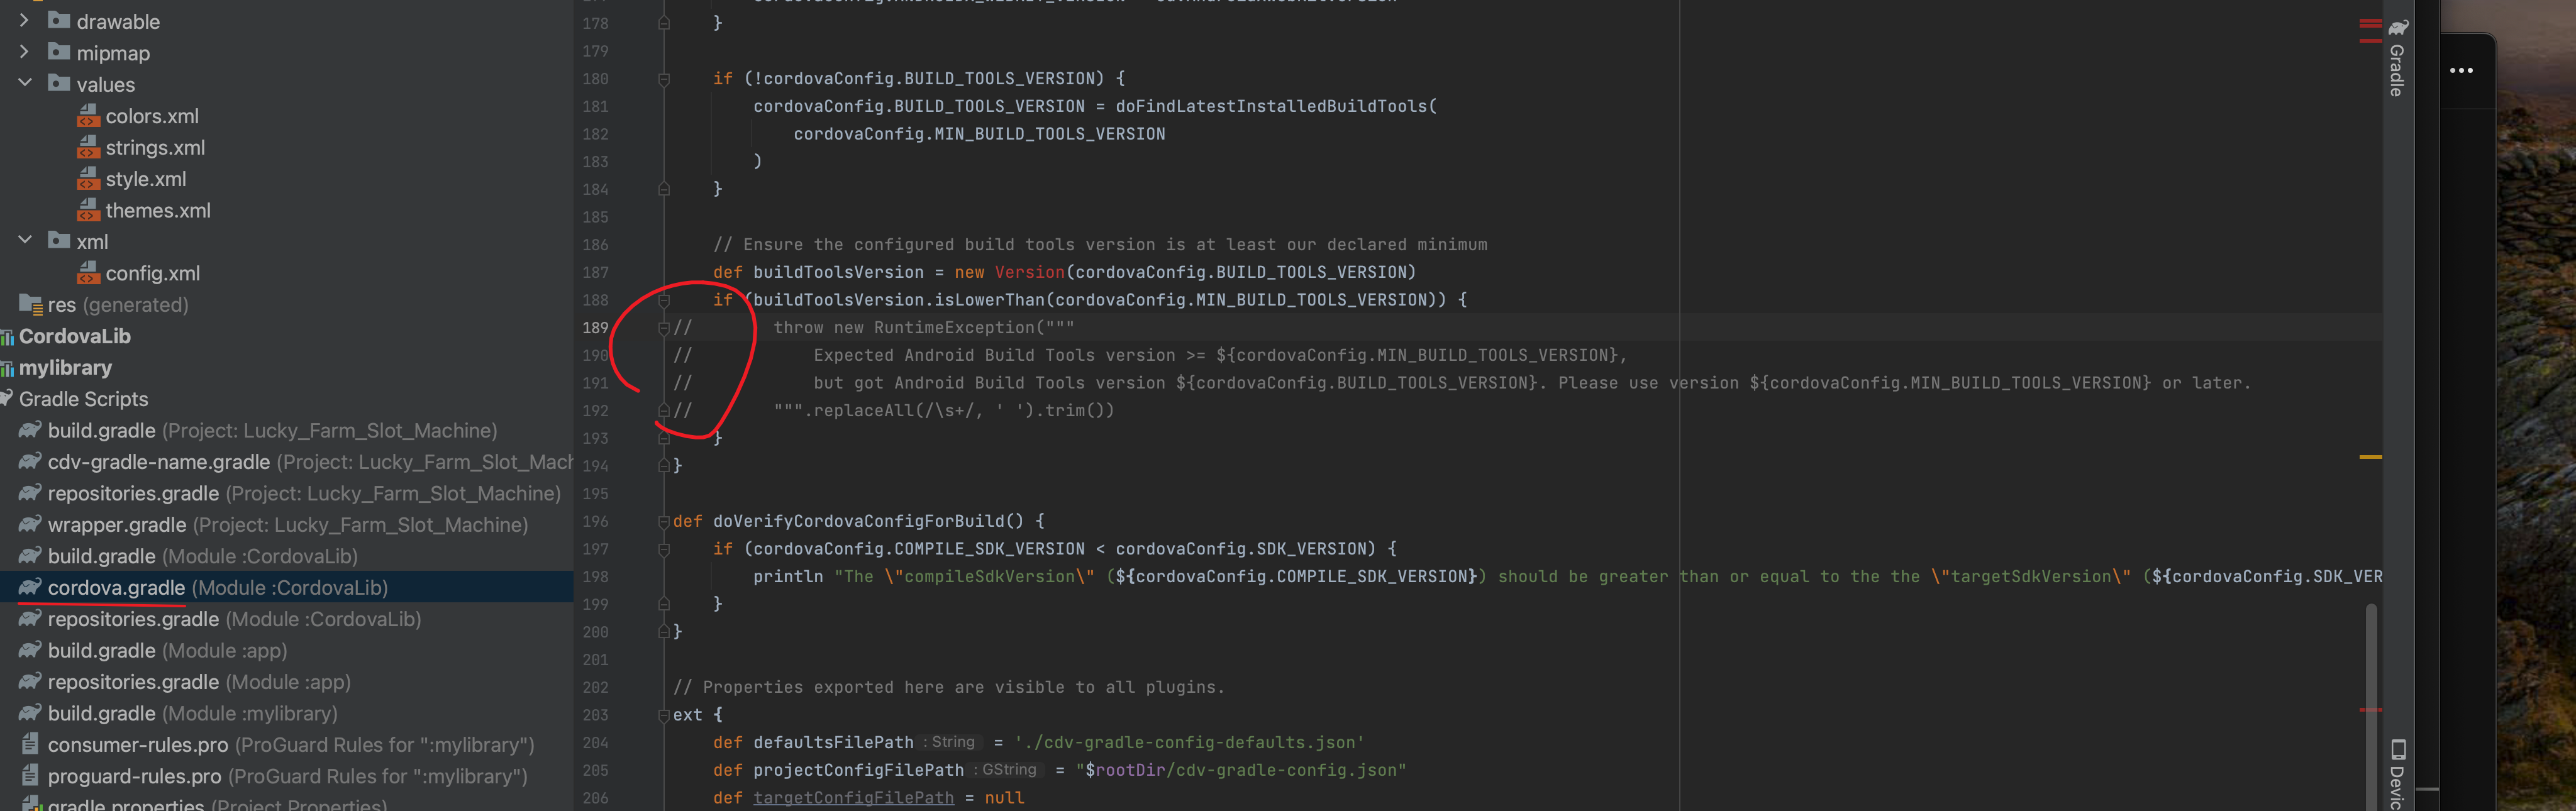 drawable
mipmap
values
colors.xml
strings.xml
style.xml
themes.xml
xml
config.xml
res (generated)
CordovaLib
mylibrary
Gradle Scripts
build.gradle (Project: Lucky_Farm_Slot_Machine)
cdv-gradle-name.gradle (Project: Lucky_Farm_Slot_Mach
repositories.gradle (Project: Lucky_Farm_Slot_Machine)
wrapper.gradle (Project: Lucky_Farm_Slot_Machine)
build.gradle (Module :CordovaLib)
cordova.gradle (Module :CordovaLib)
repositories.gradle (Module :CordovaLib)
build.gradle (Module :app)
repositories.gradle (Module :app)
build.gradle (Module :mylibrary)
consumer-rules.pro (ProGuard Rules for ":mylibrary")
proguard-rules.pro (ProGuard Rules for ":mylibrary")
gradle.properties (Project Properties)
178 }
179
180 if (!cordovaConfig.BUILD_TOOLS_VERSION) {
181 cordovaConfig.BUILD_TOOLS_VERSION = doFindLatestInstalledBuildTools(
182 cordovaConfig.MIN_BUILD_TOOLS_VERSION
183 )
184 }
185
186 // Ensure the configured build tools version is at least our declared minimum
187 def buildToolsVersion = new Version(cordovaConfig.BUILD_TOOLS_VERSION)
188 if (buildToolsVersion.isLowerThan(cordovaConfig.MIN_BUILD_TOOLS_VERSION)) {
189 // throw new RuntimeException("""
190 // Expected Android Build Tools version >= ${cordovaConfig.MIN_BUILD_TOOLS_VERSION},
191 // but got Android Build Tools version ${cordovaConfig.BUILD_TOOLS_VERSION}. Please use version ${cordovaConfig.MIN_BUILD_TOOLS_VERSION} or later.
192 // """.replaceAll(/\s+/, ' ').trim())
193 }
194 }
195
196 def doVerifyCordovaConfigForBuild() {
197 if (cordovaConfig.COMPILE_SDK_VERSION < cordovaConfig.SDK_VERSION) {
198 println "The \"compileSdkVersion\" (${cordovaConfig.COMPILE_SDK_VERSION}) should be greater than or equal to the the \"targetSdkVersion\" (${cordovaConfig.SDK_VER
199 }
200 }
201
202 // Properties exported here are visible to all plugins.
203 ext {
204 def defaultsFilePath : String = './cdv-gradle-config-defaults.json'
205 def projectConfigFilePath : GString = "$rootDir/cdv-gradle-config.json"
206 def targetConfigFilePath = null
Gradle
Devic